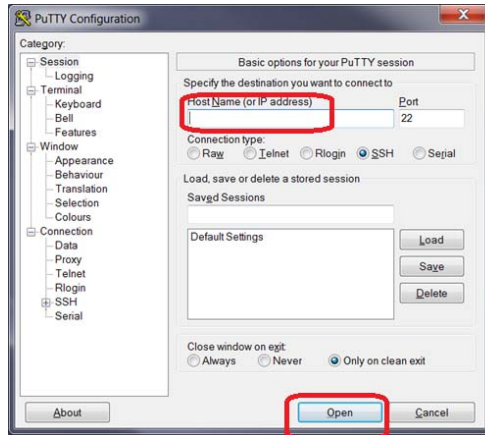 PuTTY Configuration
Category:
Session
Logging
Terminal
Keyboard
Bell
Features
Window
Appearance
Behaviour
Translation
Selection
Colours
Connection
Data
Proxy
Telnet
Rlogin
SSH
Serial
Basic options for your PuTTY session
Specify the destination you want to connect to
Host Name (or IP address) Port
22
Connection type:
Raw Telnet Rlogin SSH Serial
Load, save or delete a stored session
Saved Sessions
Default Settings
Load
Save
Delete
Close window on exit:
Always Never Only on clean exit
About Open Cancel